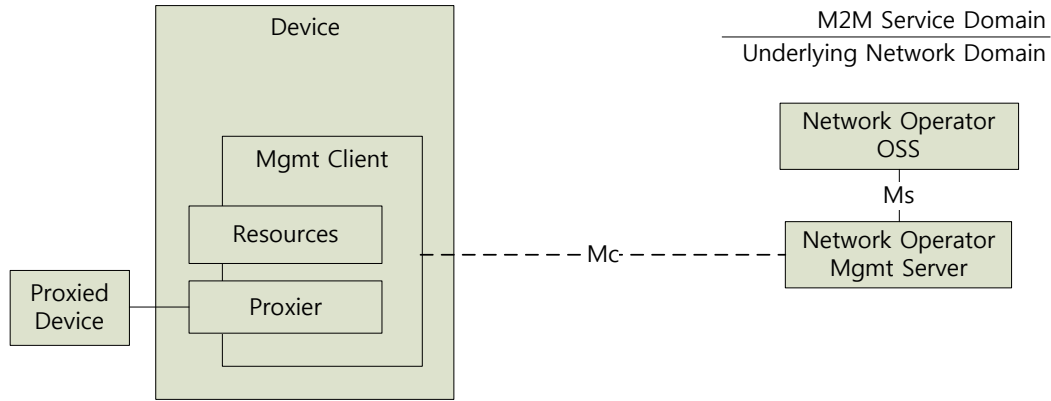 Device
M2M Service Domain
Underlying Network Domain
Network Operator
OSS
Mgmt Client
Ms
Resources
Network Operator
Mgmt Server
Mc
Proxied
Device
Proxier